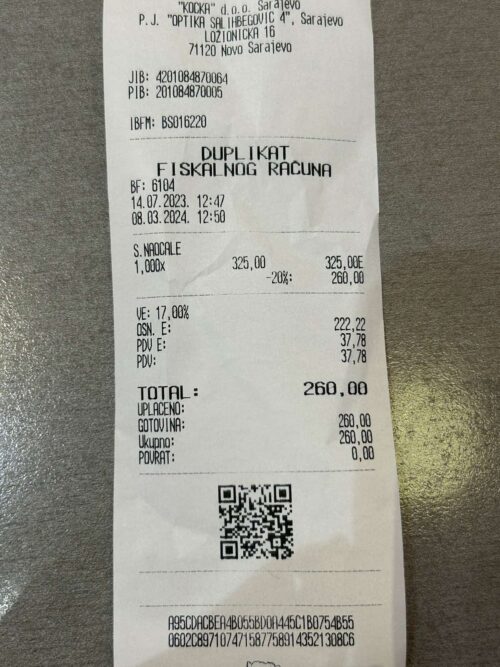 "KOCKA" d.o.o. Sarajevo
P.J. "OPTIKA SALIHBEGOVIC 4", Sarajevo
LOŽIONICKA 16
71120 Novo Sarajevo
JIB: 4201084870064
PIB: 201084870005
IBFM: BS016220
DUPLIKAT
FISKALNOG RAČUNA
BF: 6104
14.07.2023. 12:47
08.03.2024. 12:50
S.NAOCALE
1,000x 325,00 325,00E
-20%: 260,00
VE: 17,00%
OSN. E: 222,22
PDV E: 37,78
PDV: 37,78
TOTAL: 260,00
UPLAĆENO:
GOTOVINA: 260,00
Ukupno: 260,00
POVRAT: 0,00
A95CDACBEA4B055BD0A445C1B0754B55
0602C8971074715877589143521308C6